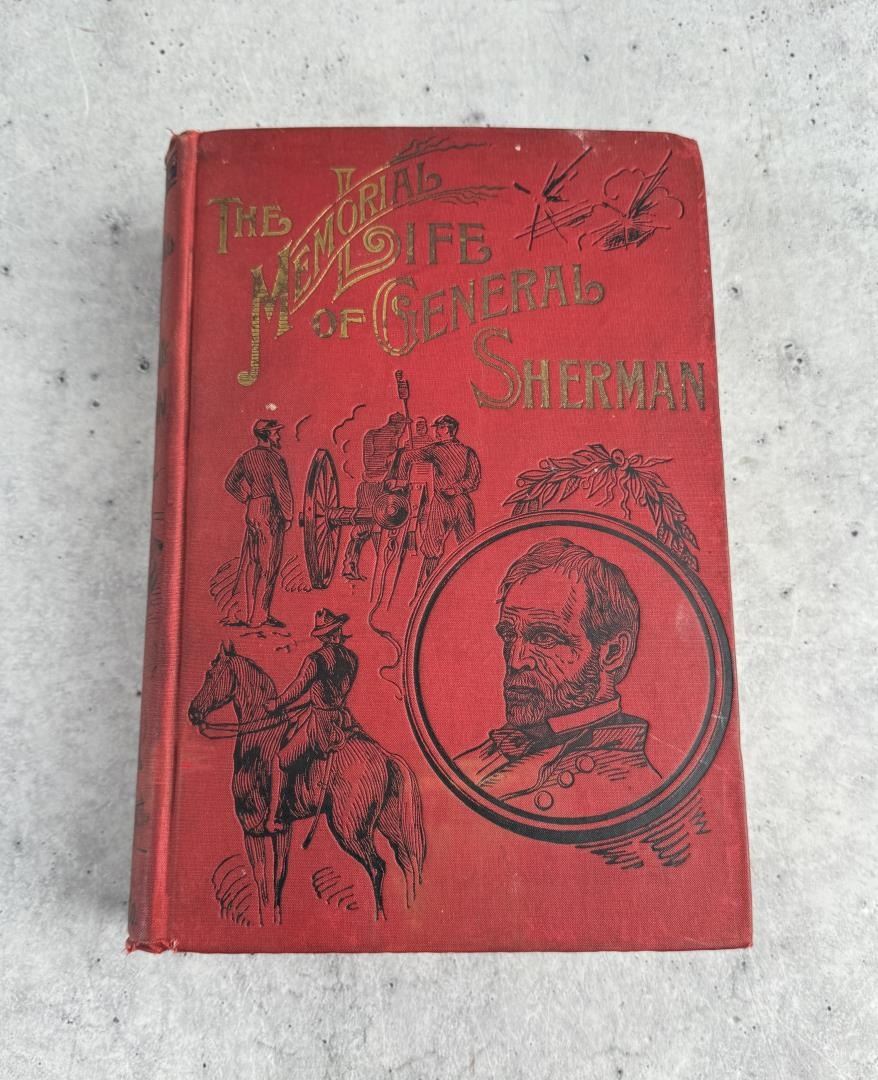 THE MEMORIAL
LIFE
OF GENERAL
SHERMAN